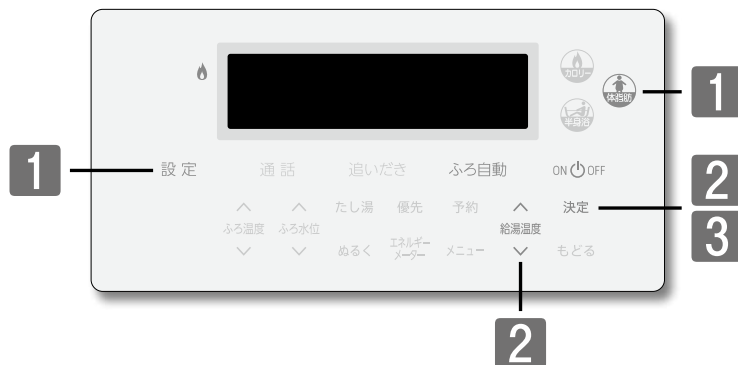 カロリー
体脂肪
1
半身浴
1
設定
通話
追いだき
ふろ自動
ON OFF
2
3
たし湯
優先
予約
決定
ふろ温度
ふろ水位
給湯温度
ぬるく
エネルギー
メーター
メニュー
もどる
2